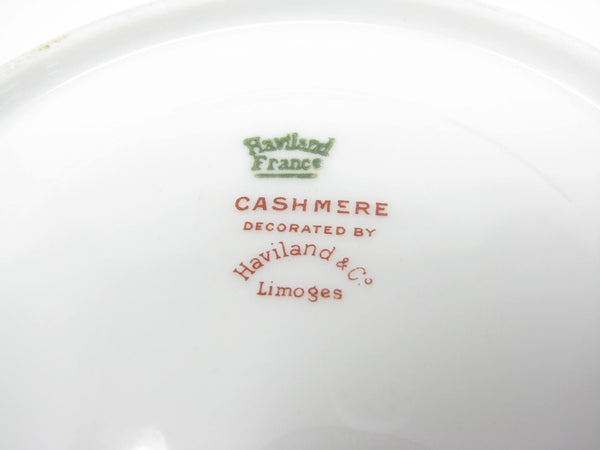 Haviland
France
CASHMERE
DECORATED BY
Haviland & Co
Limoges